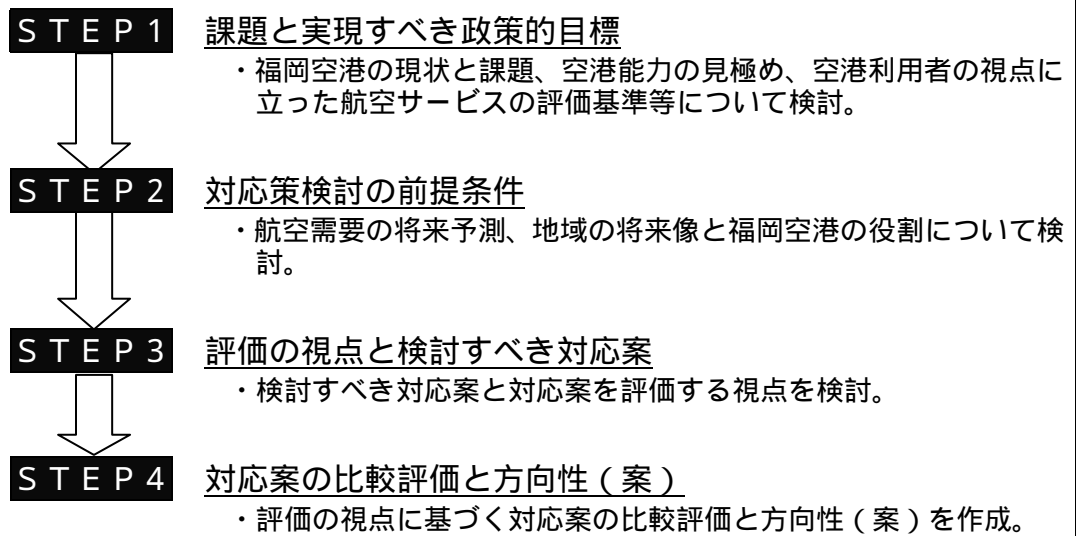 ＳＴＥＰ１ 課題と実現すべき政策的目標
・福岡空港の現状と課題、空港能力の見極め、空港利用者の視点に
立った航空サービスの評価基準等について検討。
ＳＴＥＰ２ 対応策検討の前提条件
・航空需要の将来予測、地域の将来像と福岡空港の役割について検
討。
ＳＴＥＰ３ 評価の視点と検討すべき対応案
・検討すべき対応案と対応案を評価する視点を検討。
ＳＴＥＰ４ 対応案の比較評価と方向性（案）
・評価の視点に基づく対応案の比較評価と方向性（案）を作成。